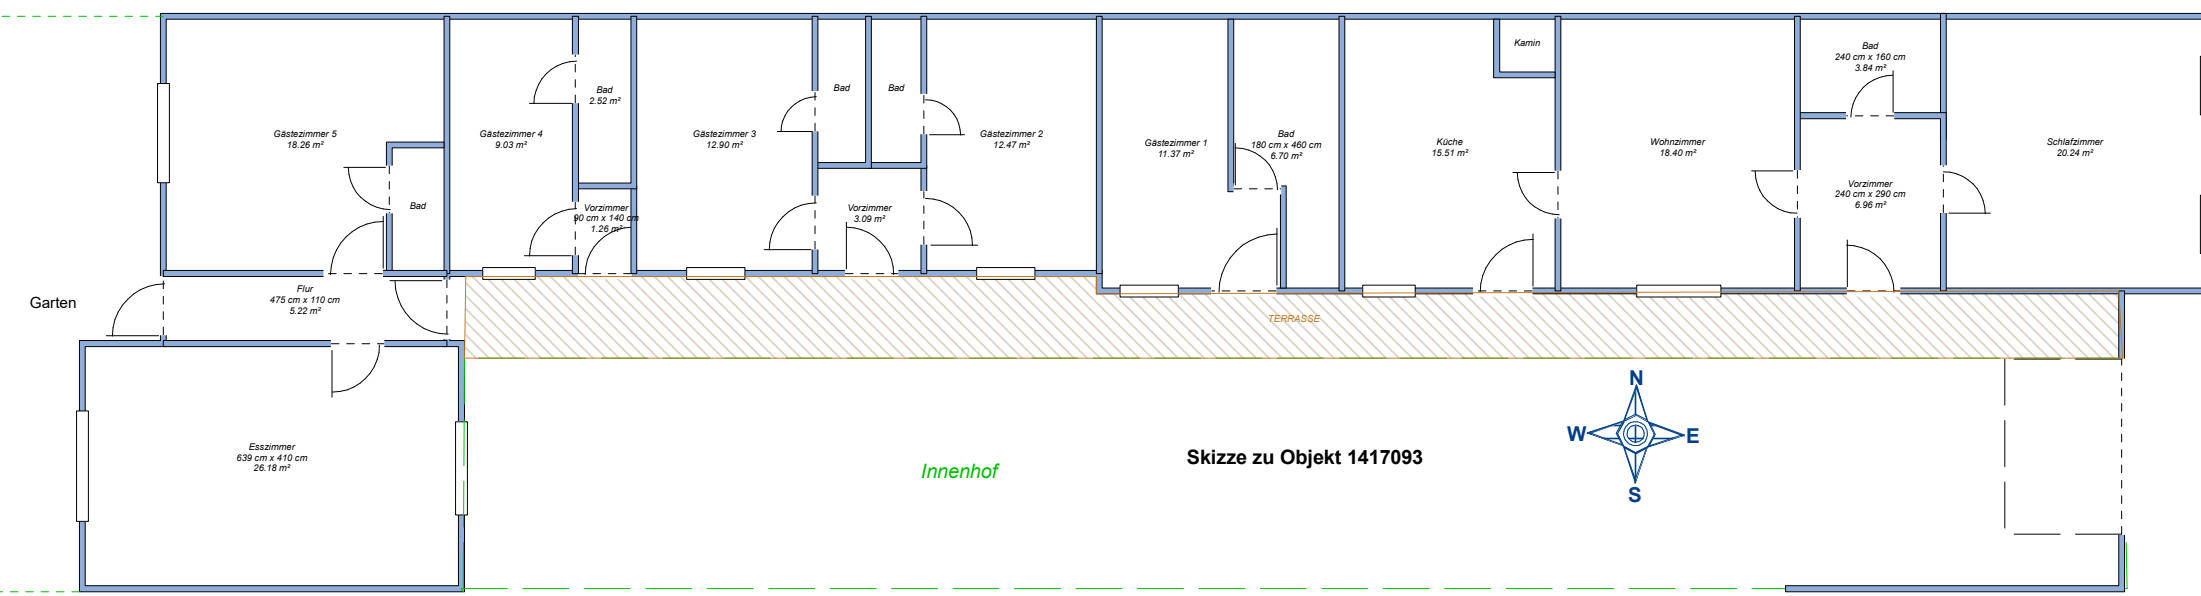 Kamin
Bad
240 cm x 160 cm
3.84 m²
Bad
2.52 m²
Bad
Bad
Gästezimmer 5
18.26 m²
Gästezimmer 4
9.03 m²
Gästezimmer 3
12.90 m²
Gästezimmer 2
12.47 m²
Gästezimmer 1
11.37 m²
Bad
180 cm x 460 cm
6.70 m²
Küche
15.51 m²
Wohnzimmer
18.40 m²
Schlafzimmer
20.24 m²
Vorzimmer
240 cm x 290 cm
6.96 m²
Bad
Vorzimmer
90 cm x 140 cm
1.26 m²
Vorzimmer
3.09 m²
Garten
Flur
475 cm x 110 cm
5.22 m²
TERRASSE
N
W
E
S
Esszimmer
639 cm x 410 cm
26.18 m²
Innenhof
Skizze zu Objekt 1417093